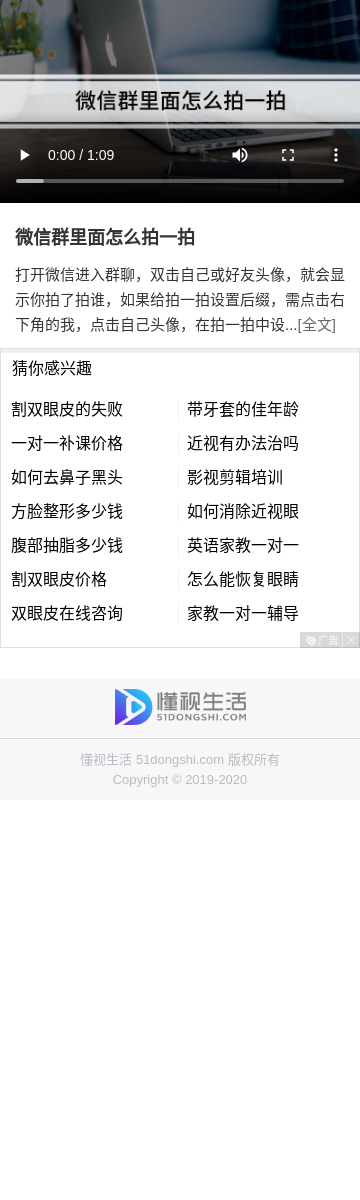 微信群里面怎么拍一拍
0:00 / 1:09
微信群里面怎么拍一拍
打开微信进入群聊，双击自己或好友头像，就会显
示你拍了拍谁，如果给拍一拍设置后缀，需点击右
下角的我，点击自己头像，在拍一拍中设...[全文]
猜你感兴趣
割双眼皮的失败
带牙套的佳年龄
一对一补课价格
近视有办法治吗
如何去鼻子黑头
影视剪辑培训
方脸整形多少钱
如何消除近视眼
腹部抽脂多少钱
英语家教一对一
割双眼皮价格
怎么能恢复眼睛
双眼皮在线咨询
家教一对一辅导
广告
懂视生活
51DONGSHI.COM
懂视生活 51dongshi.com 版权所有
Copyright © 2019-2020